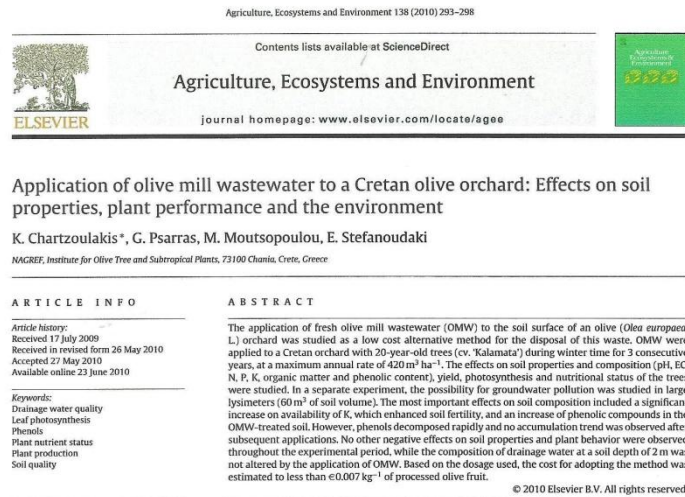 Agriculture, Ecosystems and Environment 138 (2010) 293–298
Contents lists available at ScienceDirect
Agriculture, Ecosystems and Environment
journal homepage: www.elsevier.com/locate/agee
ELSEVIER
Agriculture
Ecosystems &
Environment
Application of olive mill wastewater to a Cretan olive orchard: Effects on soil
properties, plant performance and the environment
K. Chartzoulakis*, G. Psarras, M. Moutsopoulou, E. Stefanoudaki
NAGREF, Institute for Olive Tree and Subtropical Plants, 73100 Chania, Crete, Greece
ARTICLE INFO
Article history:
Received 17 July 2009
Received in revised form 26 May 2010
Accepted 27 May 2010
Available online 23 June 2010
Keywords:
Drainage water quality
Leaf photosynthesis
Phenols
Plant nutrient status
Plant production
Soil quality
ABSTRACT
The application of fresh olive mill wastewater (OMW) to the soil surface of an olive (Olea europaea
L.) orchard was studied as a low cost alternative method for the disposal of this waste. OMW were
applied to a Cretan orchard with 20-year-old trees (cv. 'Kalamata') during winter time for 3 consecutive
years, at a maximum annual rate of 420 m³ ha⁻¹. The effects on soil properties and composition (pH, EC,
N, P, K, organic matter and phenolic content), yield, photosynthesis and nutritional status of the trees
were studied. In a separate experiment, the possibility for groundwater pollution was studied in large
lysimeters (60 m³ of soil volume). The most important effects on soil composition included a significant
increase on availability of K, which enhanced soil fertility, and an increase of phenolic compounds in the
OMW-treated soil. However, phenols decomposed rapidly and no accumulation trend was observed after
subsequent applications. No other negative effects on soil properties and plant behavior were observed
throughout the experimental period, while the composition of drainage water at a soil depth of 2 m was
not altered by the application of OMW. Based on the dosage used, the cost for adopting the method was
estimated to less than €0.007 kg⁻¹ of processed olive fruit.
© 2010 Elsevier B.V. All rights reserved.